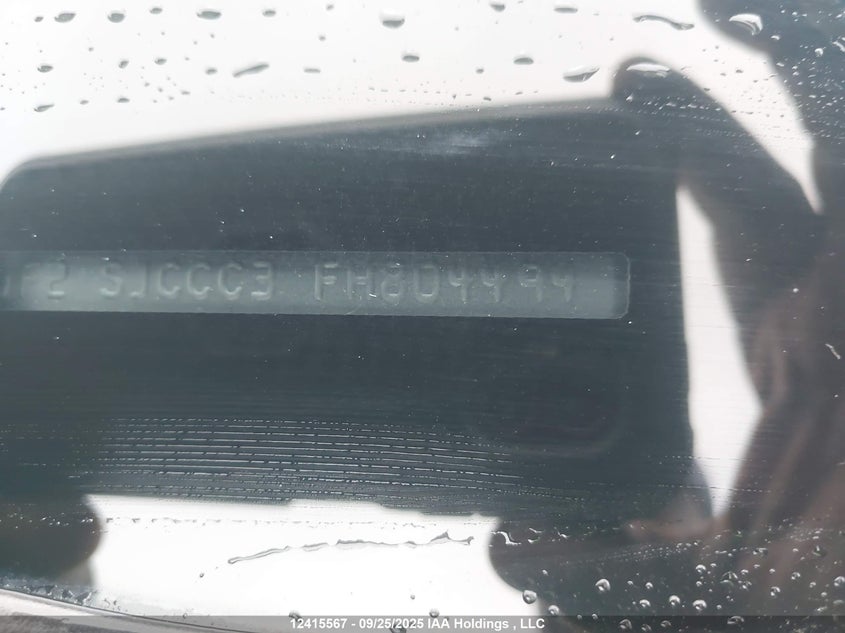 2 SJCCC3 FH804494
12415567 - 09/25/2025 IAA Holdings , LLC